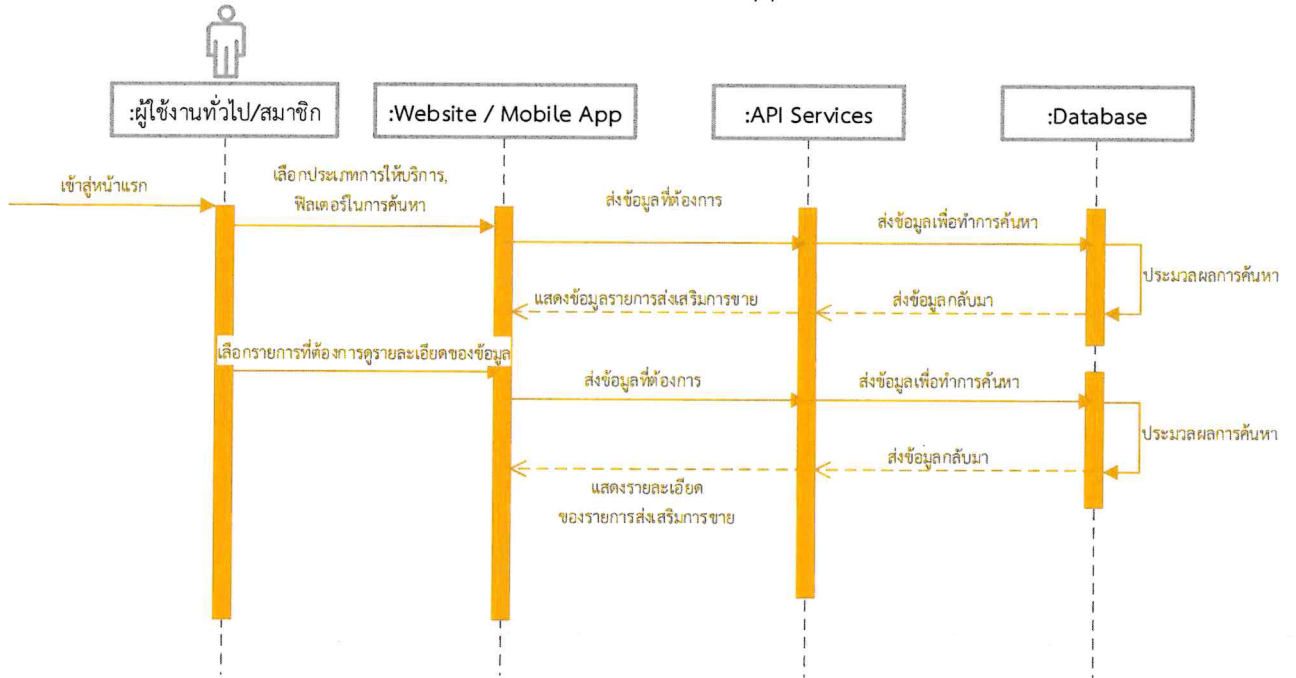 :ผู้ใช้งานทั่วไป/สมาชิก
:Website / Mobile App
:API Services
:Database
เข้าสู่หน้าแรก
เลือกประเภทการให้บริการ,
ฟิลเตอร์ในการค้นหา
ส่งข้อมูลที่ต้องการ
ส่งข้อมูลเพื่อทำการค้นหา
ประมวลผลการค้นหา
แสดงข้อมูลรายการส่งเสริมการขาย
ส่งข้อมูลกลับมา
เลือกรายการที่ต้องการดูรายละเอียดของข้อมูล
ส่งข้อมูลที่ต้องการ
ส่งข้อมูลเพื่อทำการค้นหา
ประมวลผลการค้นหา
ส่งข้อมูลกลับมา
แสดงรายละเอียด
ของรายการส่งเสริมการขาย